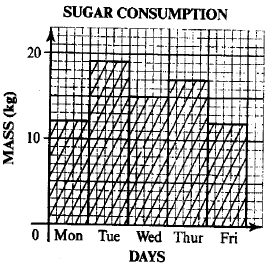 SUGAR CONSUMPTION
MASS (kg)
20
10
0
Mon Tue Wed Thur Fri
DAYS